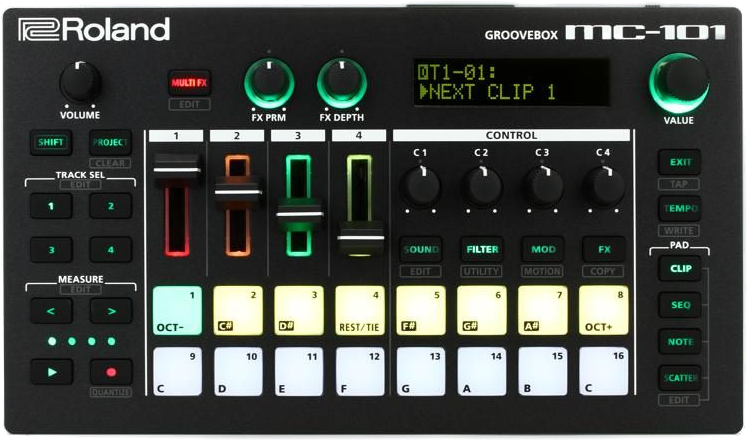 Roland
GROOVEBOX MC-101
VOLUME
MULTI FX
EDIT
FX PRM
FX DEPTH
QT1-01:
▶NEXT CLIP 1
VALUE
SHIFT
PROJECT
CLEAR
TRACK SEL
EDIT
1
2
3
4
MEASURE
EDIT
<
>
QUANTIZE
1
2
3
4
CONTROL
C1
C2
C3
C4
SOUND
FILTER
MOD
FX
EDIT
UTILITY
MOTION
COPY
EXIT
TAP
TEMPO
WRITE
PAD
CLIP
SEQ
NOTE
SCATTER
EDIT
1 OCT-
2 C#
3 D#
4 REST/TIE
5 F#
6 G#
7 A#
8 OCT+
9 C
10 D
11 E
12 F
13 G
14 A
15 B
16 C